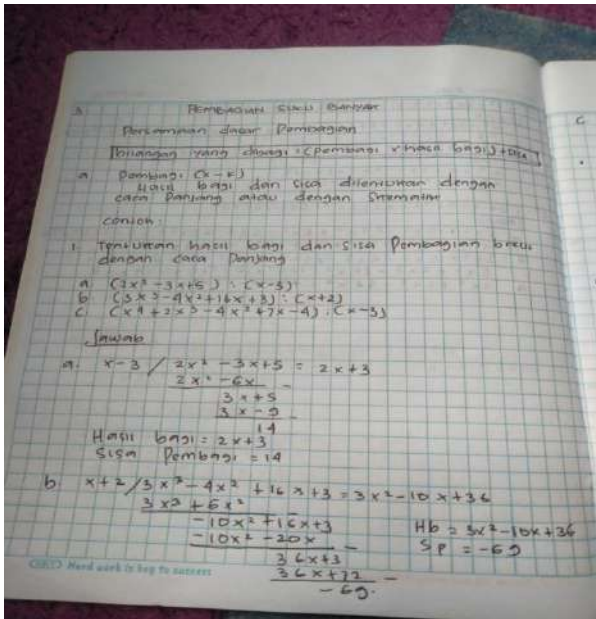 3. PEMBAGIAN SUKU BANYAK
Persamaan dasar Pembagian
Bilangan yang dibagi = (pembagi x hasil bagi) + sisa
a Pembagi (x-k)
Hasil bagi dan sisa ditentukan dengan
cara Panjang atau dengan
contoh :
1. Tentukan hasil bagi dan sisa Pembagian
dengan cara Panjang
a (2x² - 3x + 5) : (x-3)
b (3x³ - 4x² + 16x + 3) : (x+2)
c. (x⁴ + 2x³ - 4x² + 7x - 4) : (x-3)
Jawab
a. x-3 / 2x² - 3x + 5 = 2x + 3
2x² - 6x -
3x + 5
3x - 9 -
14
Hasil bagi = 2x + 3
Sisa Pembagi = 14
b. x+2 / 3x³ - 4x² + 16x + 3 = 3x² - 10x + 36
3x³ + 6x²
-10x² + 16x + 3
-10x² - 20x -
36x + 3
36x + 72 -
-69.
Hb = 3x² - 10x + 36
Sp = -69
Hard work is key to success
C